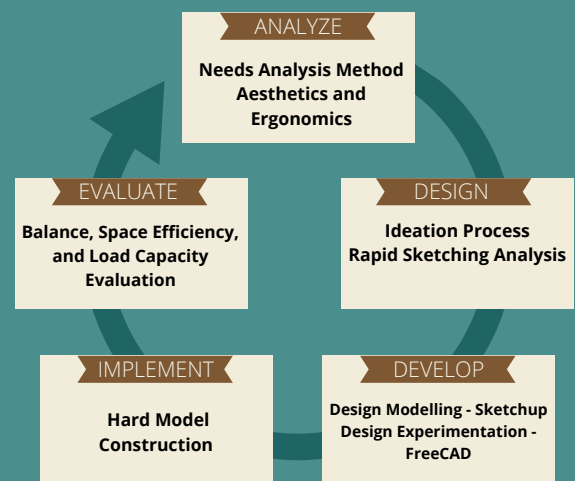 ANALYZE
Needs Analysis Method
Aesthetics and
Ergonomics
DESIGN
Ideation Process
Rapid Sketching Analysis
DEVELOP
Design Modelling - Sketchup
Design Experimentation -
FreeCAD
IMPLEMENT
Hard Model
Construction
EVALUATE
Balance, Space Efficiency,
and Load Capacity
Evaluation